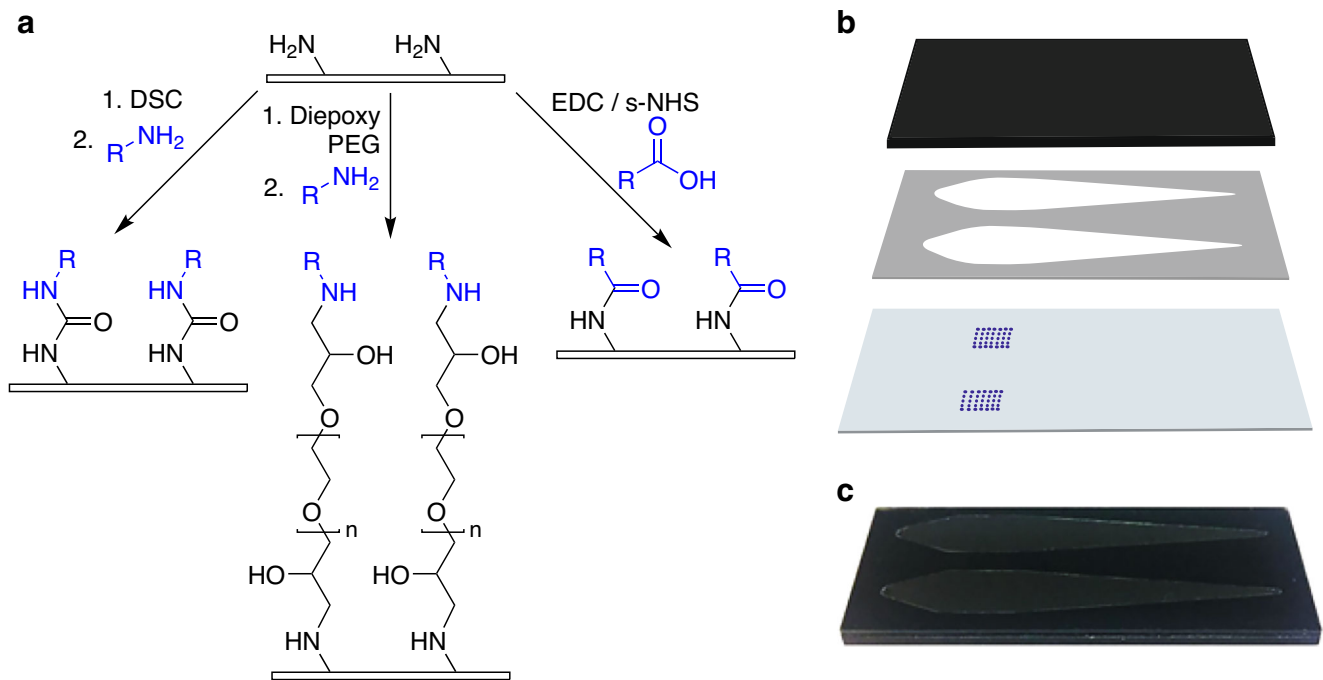 a
H2N
H2N
1. DSC
2. R NH2
1. Diepoxy
PEG
2. R NH2
EDC / s-NHS
O
R OH
R
R
HN
HN
O
O
HN
HN
R
R
NH
NH
OH
OH
O
O
O
O
n
n
HO
HO
HN
HN
R
R
O
O
HN
HN
b
c